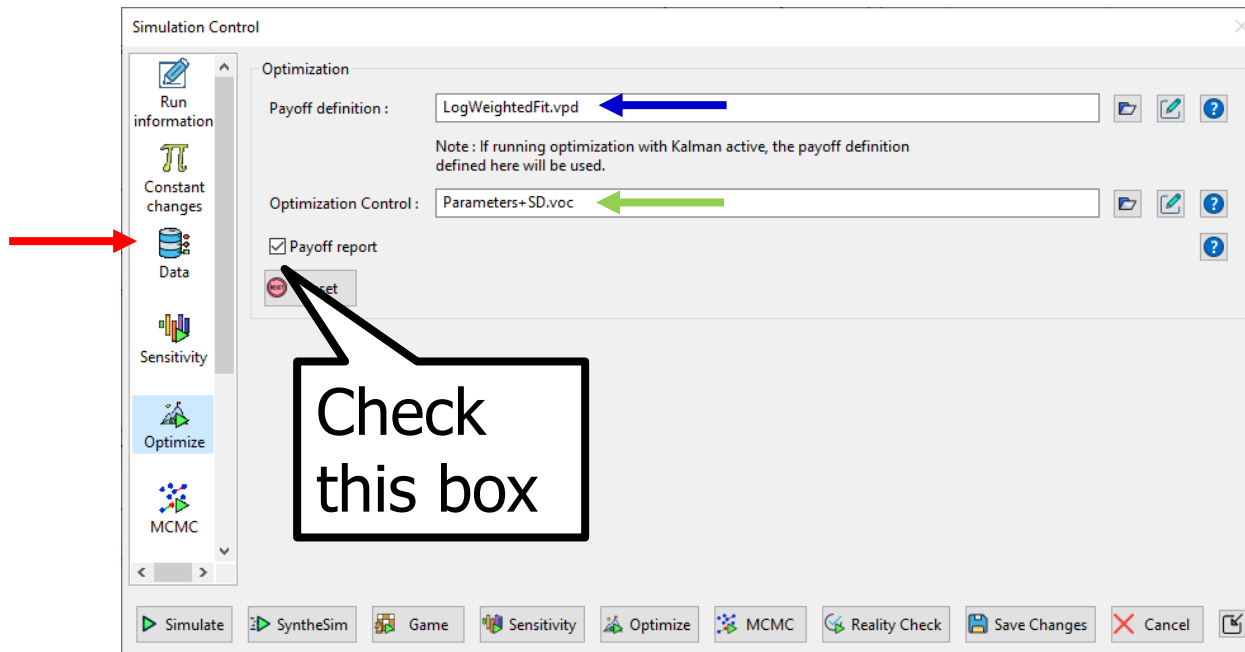 Simulation Control
Run
information
Constant
changes
Data
Sensitivity
Optimize
MCMC
Optimization
Payoff definition :
LogWeightedFit.vpd
Note : If running optimization with Kalman active, the payoff definition
defined here will be used.
Optimization Control :
Parameters+SD.voc
Payoff report
Check
this box
Simulate
SyntheSim
Game
Sensitivity
Optimize
MCMC
Reality Check
Save Changes
Cancel